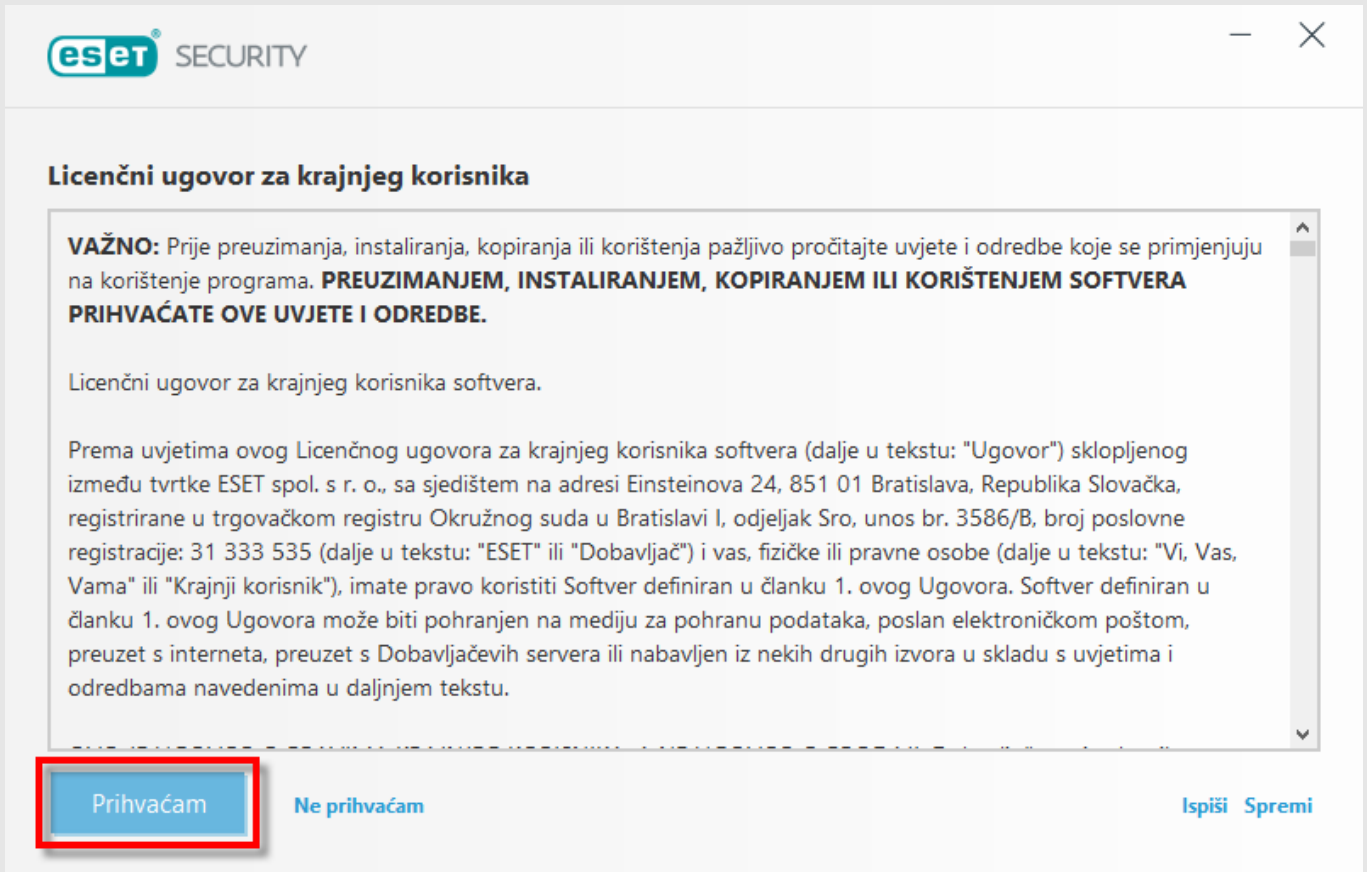 eset® SECURITY
Licenčni ugovor za krajnjeg korisnika
VAŽNO: Prije preuzimanja, instaliranja, kopiranja ili korištenja pažljivo pročitajte uvjete i odredbe koje se primjenjuju
na korištenje programa. PREUZIMANJEM, INSTALIRANJEM, KOPIRANJEM ILI KORIŠTENJEM SOFTVERA
PRIHVAĆATE OVE UVJETE I ODREDBE.
Licenčni ugovor za krajnjeg korisnika softvera.
Prema uvjetima ovog Licenčnog ugovora za krajnjeg korisnika softvera (dalje u tekstu: "Ugovor") sklopljenog
između tvrtke ESET spol. s r. o., sa sjedištem na adresi Einsteinova 24, 851 01 Bratislava, Republika Slovačka,
registrirane u trgovačkom registru Okružnog suda u Bratislavi I, odjeljak Sro, unos br. 3586/B, broj poslovne
registracije: 31 333 535 (dalje u tekstu: "ESET" ili "Dobavljač") i vas, fizičke ili pravne osobe (dalje u tekstu: "Vi, Vas,
Vama" ili "Krajnji korisnik"), imate pravo koristiti Softver definiran u članku 1. ovog Ugovora. Softver definiran u
članku 1. ovog Ugovora može biti pohranjen na mediju za pohranu podataka, poslan elektroničkom poštom,
preuzet s interneta, preuzet s Dobavljačevih servera ili nabavljen iz nekih drugih izvora u skladu s uvjetima i
odredbama navedenima u daljnjem tekstu.
Prihvaćam Ne prihvaćam Ispiši Spremi